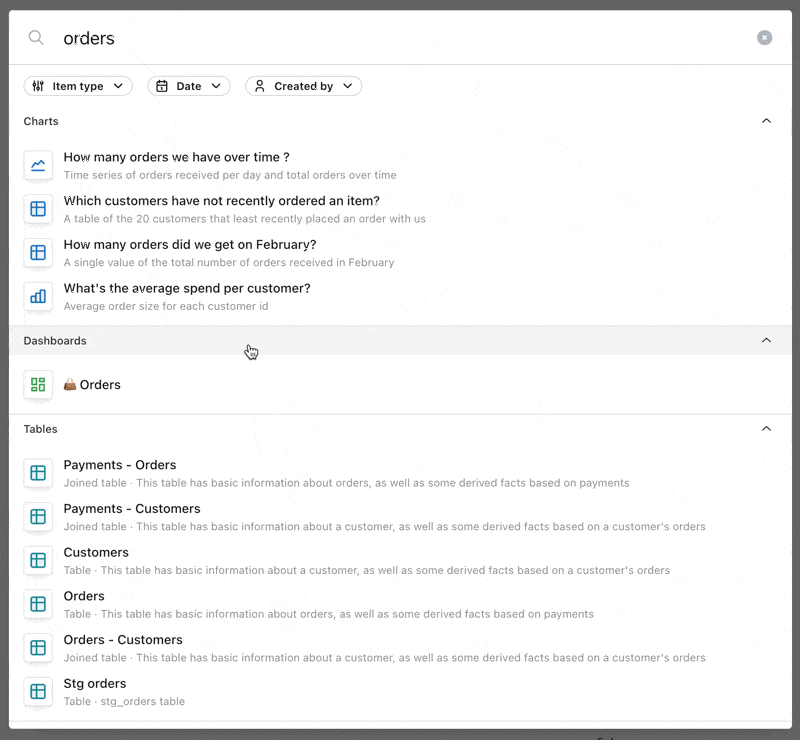 orders
Item type Date Created by
Charts
How many orders we have over time ?
Time series of orders received per day and total orders over time
Which customers have not recently ordered an item?
A table of the 20 customers that least recently placed an order with us
How many orders did we get on February?
A single value of the total number of orders received in February
What's the average spend per customer?
Average order size for each customer id
Dashboards
👜 Orders
Tables
Payments - Orders
Joined table · This table has basic information about orders, as well as some derived facts based on payments
Payments - Customers
Joined table · This table has basic information about a customer, as well as some derived facts based on a customer's orders
Customers
Table · This table has basic information about a customer, as well as some derived facts based on a customer's orders
Orders
Table · This table has basic information about orders, as well as some derived facts based on payments
Orders - Customers
Joined table · This table has basic information about a customer, as well as some derived facts based on a customer's orders
Stg orders
Table · stg_orders table